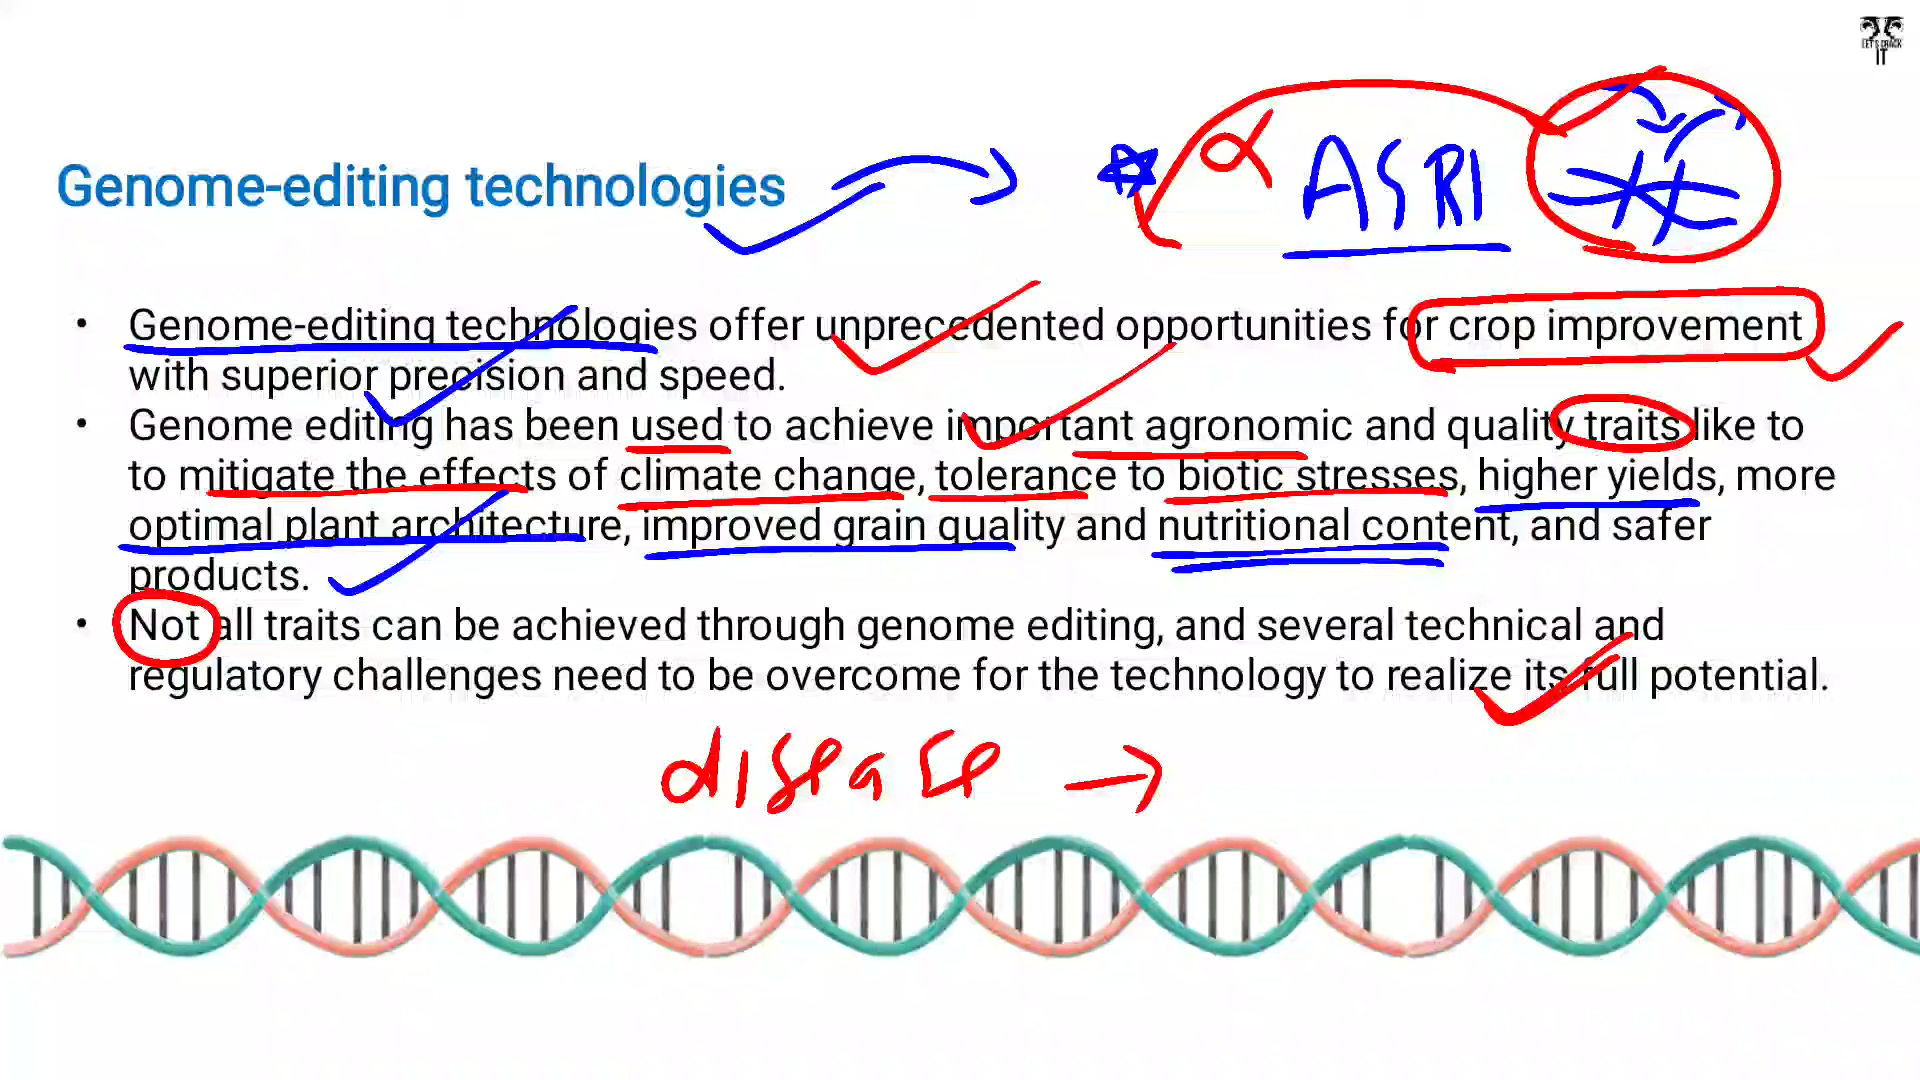 LET'S CRACK
IT
α ASRI
Genome-editing technologies
• Genome-editing technologies offer unprecedented opportunities for crop improvement
with superior precision and speed.
• Genome editing has been used to achieve important agronomic and quality traits like to
to mitigate the effects of climate change, tolerance to biotic stresses, higher yields, more
optimal plant architecture, improved grain quality and nutritional content, and safer
products.
• Not all traits can be achieved through genome editing, and several technical and
regulatory challenges need to be overcome for the technology to realize its full potential.
disease →